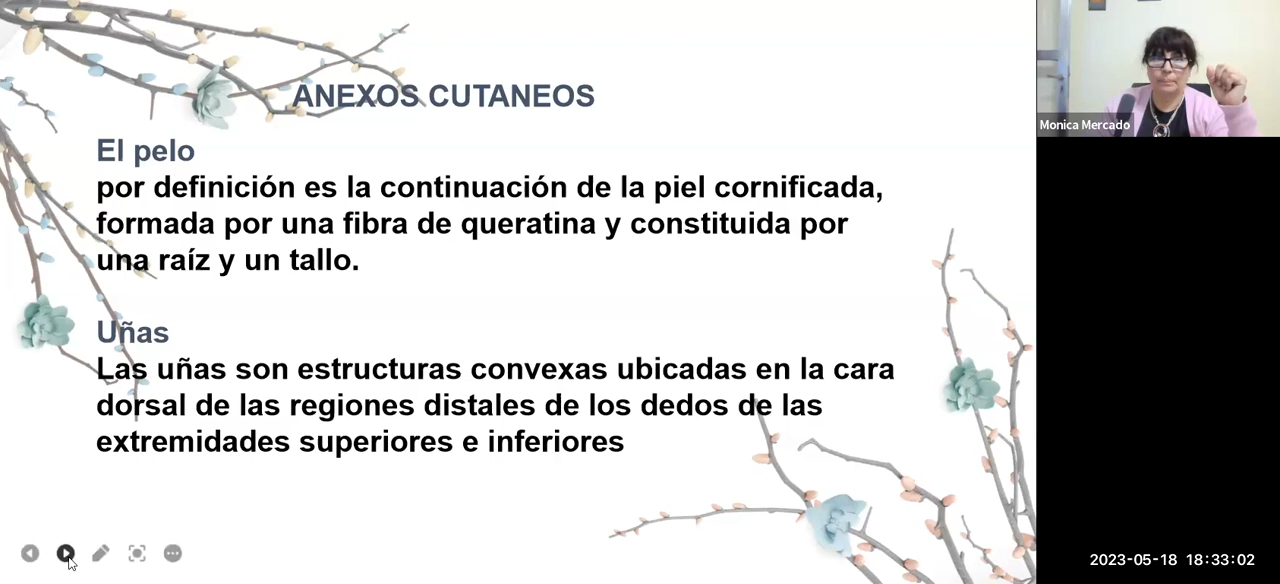 ANEXOS CUTANEOS
El pelo
por definición es la continuación de la piel cornificada,
formada por una fibra de queratina y constituida por
una raíz y un tallo.
Uñas
Las uñas son estructuras convexas ubicadas en la cara
dorsal de las regiones distales de los dedos de las
extremidades superiores e inferiores
Monica Mercado
2023-05-18 18:33:02